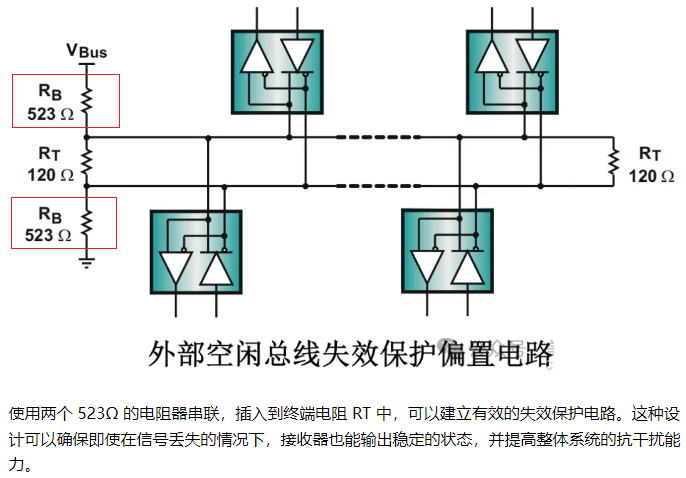 VBus
RB
523 Ω
RT
120 Ω
RB
523 Ω
RT
120 Ω
外部空闲总线失效保护偏置电路
使用两个 523Ω 的电阻器串联，插入到终端电阻 RT 中，可以建立有效的失效保护电路。这种设
计可以确保即使在信号丢失的情况下，接收器也能输出稳定的状态，并提高整体系统的抗干扰能
力。